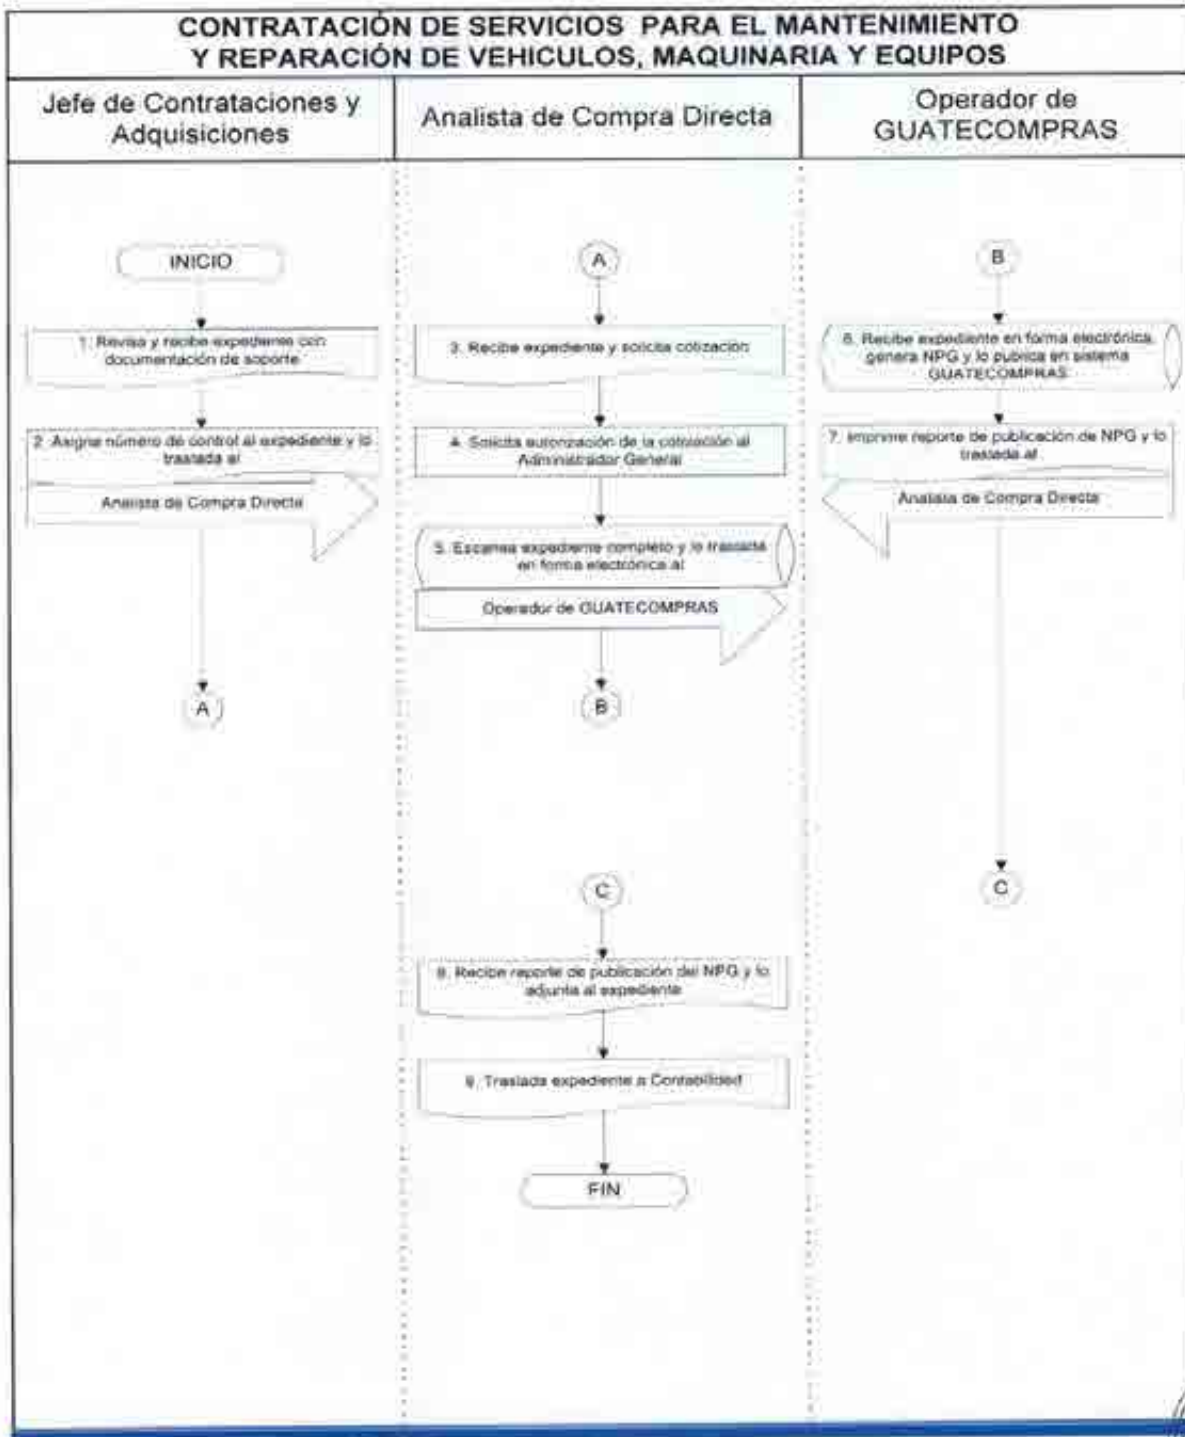 CONTRATACIÓN DE SERVICIOS PARA EL MANTENIMIENTO
Y REPARACIÓN DE VEHICULOS, MAQUINARIA Y EQUIPOS
Jefe de Contrataciones y
Adquisiciones
Analista de Compra Directa
Operador de
GUATECOMPRAS
INICIO
1. Revisa y recibe expediente con
documentación de soporte
2. Asigna número de control al expediente y lo
traslada al
Analista de Compra Directa
A
A
3. Recibe expediente y solicita cotización
4. Solicita autorización de la cotización al
Administrador General
5. Escanea expediente completo y lo traslada
en forma electrónica al
Operador de GUATECOMPRAS
B
B
6. Recibe expediente en forma electrónica,
genera NPG y lo publica en sistema
GUATECOMPRAS
7. Imprime reporte de publicación de NPG y lo
traslada al
Analista de Compra Directa
C
C
8. Recibe reporte de publicación del NPG y lo
adjunta al expediente
9. Traslada expediente a Contabilidad
FIN